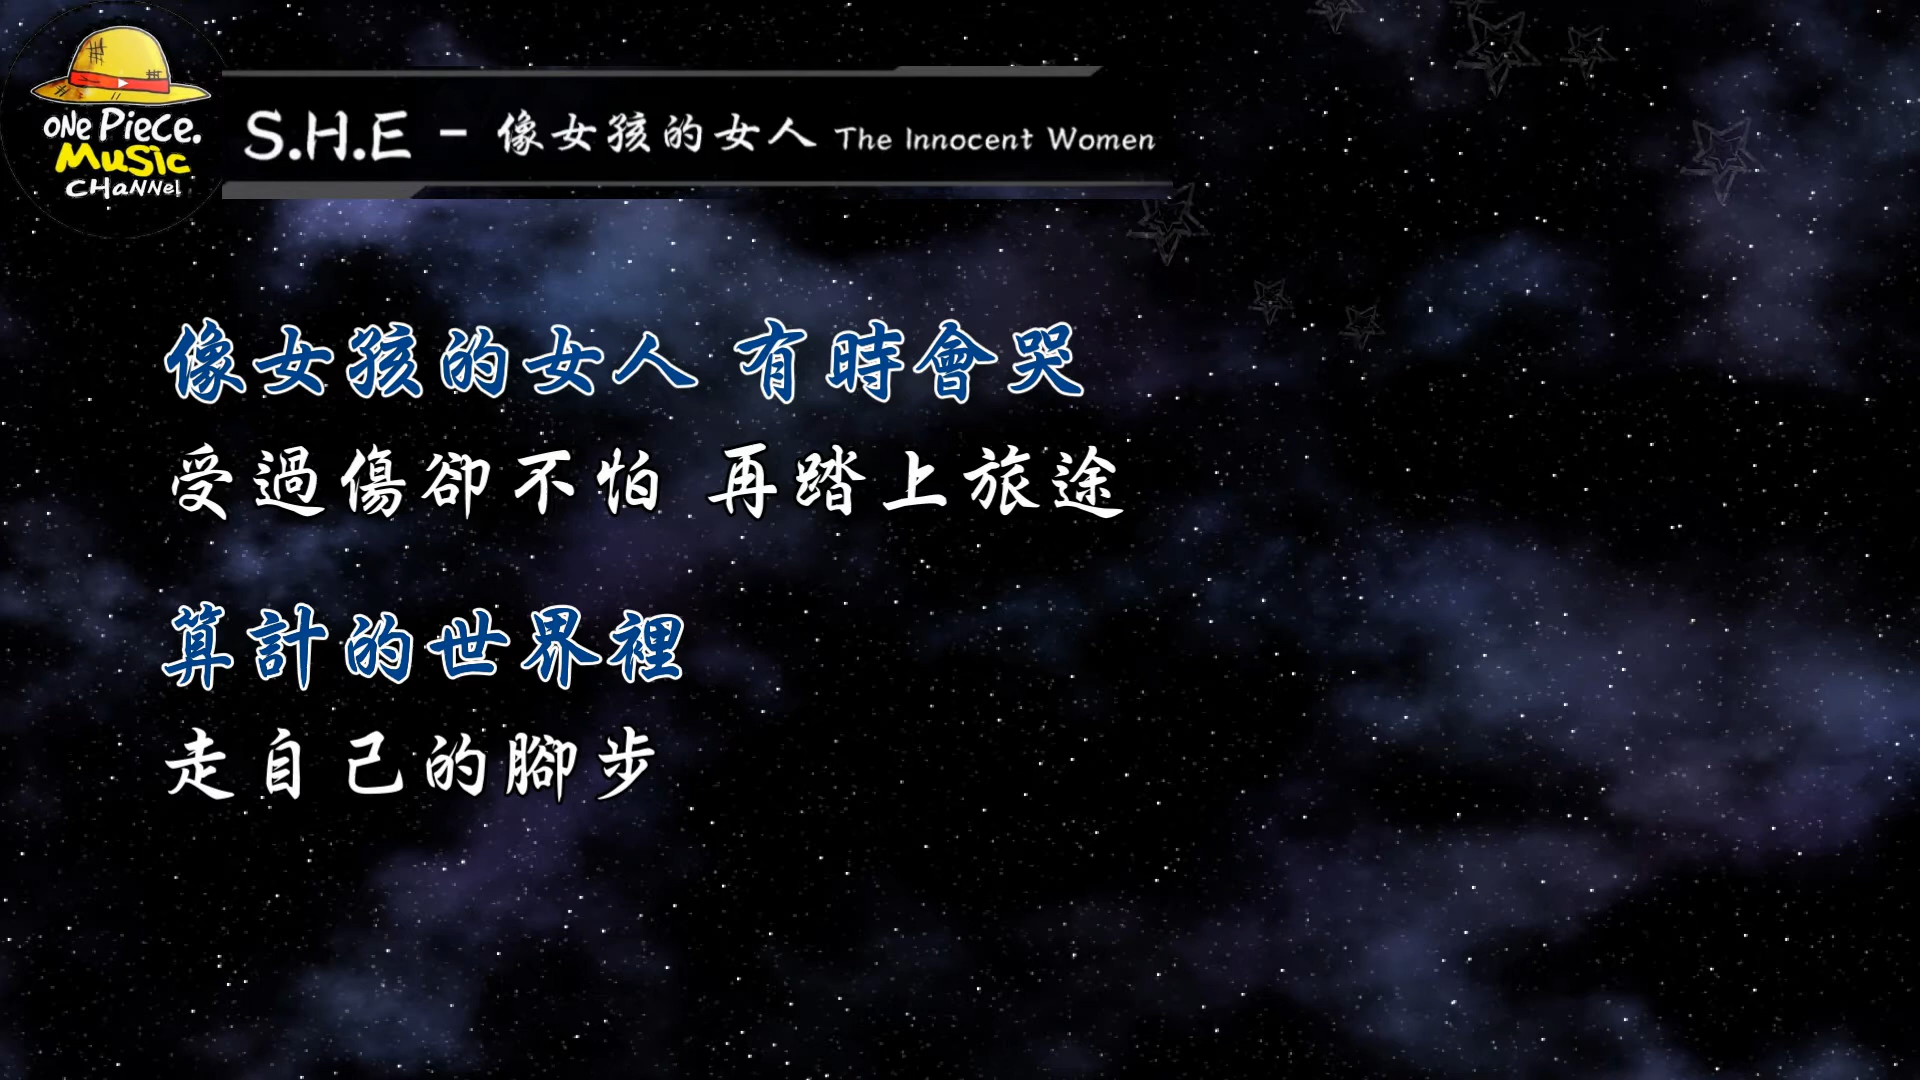 ONE PieCe.
MuSic
CHaNNel
S.H.E - 像女孩的女人 The Innocent Women
像女孩的女人 有時會哭
受過傷卻不怕 再踏上旅途
算計的世界裡
走自己的腳步